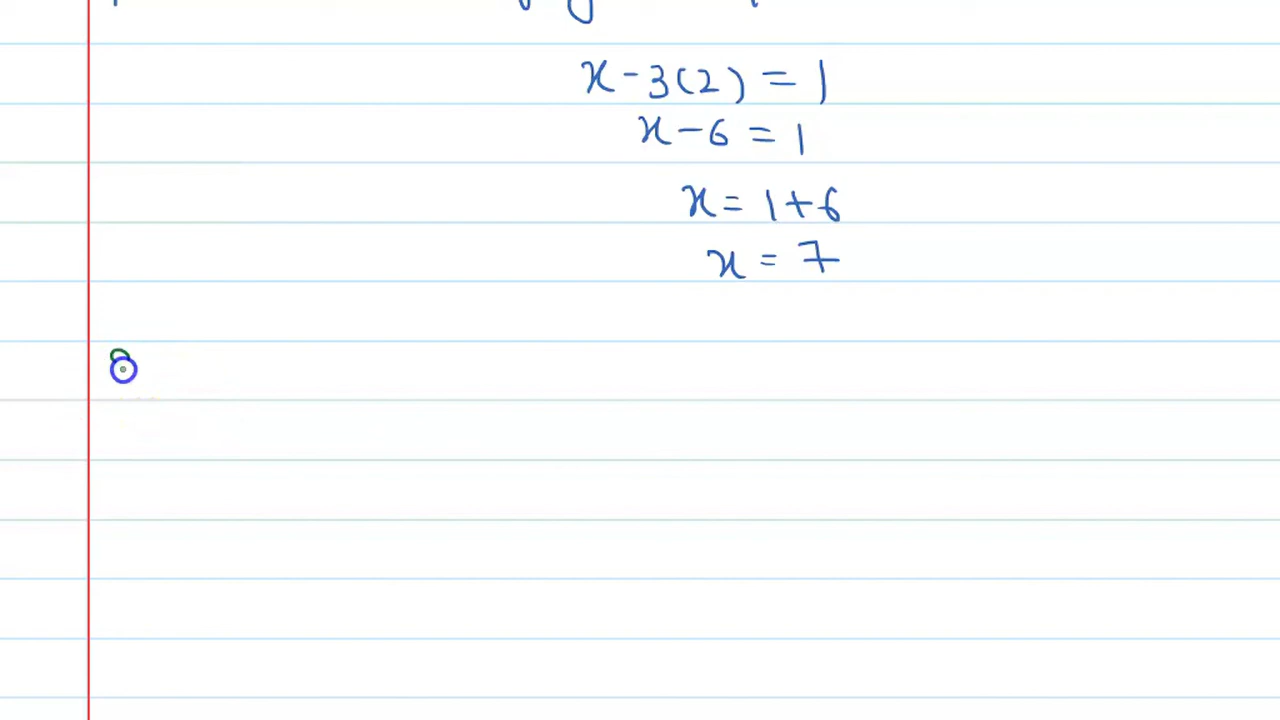 x - 3(2) = 1
x - 6 = 1
x = 1 + 6
x = 7